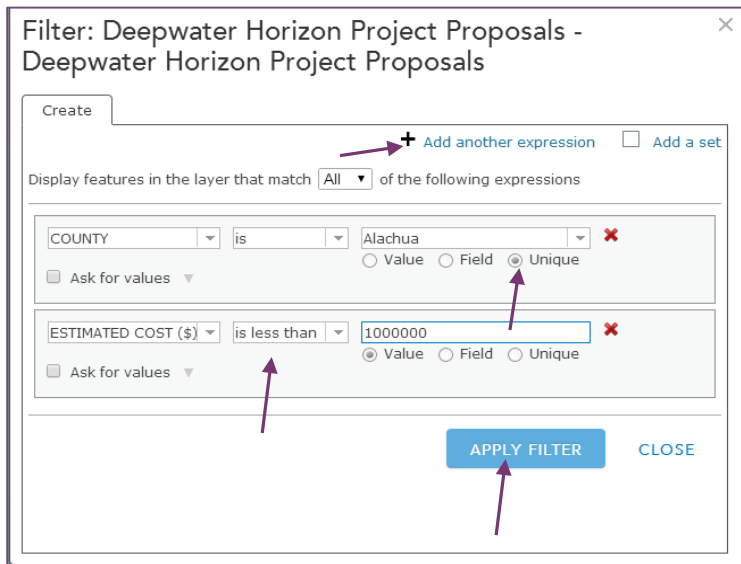 Filter: Deepwater Horizon Project Proposals -
Deepwater Horizon Project Proposals
Create
Add another expression Add a set
Display features in the layer that match All of the following expressions
COUNTY is Alachua
Value Field Unique
Ask for values
ESTIMATED COST ($) is less than 1000000
Value Field Unique
Ask for values
APPLY FILTER CLOSE